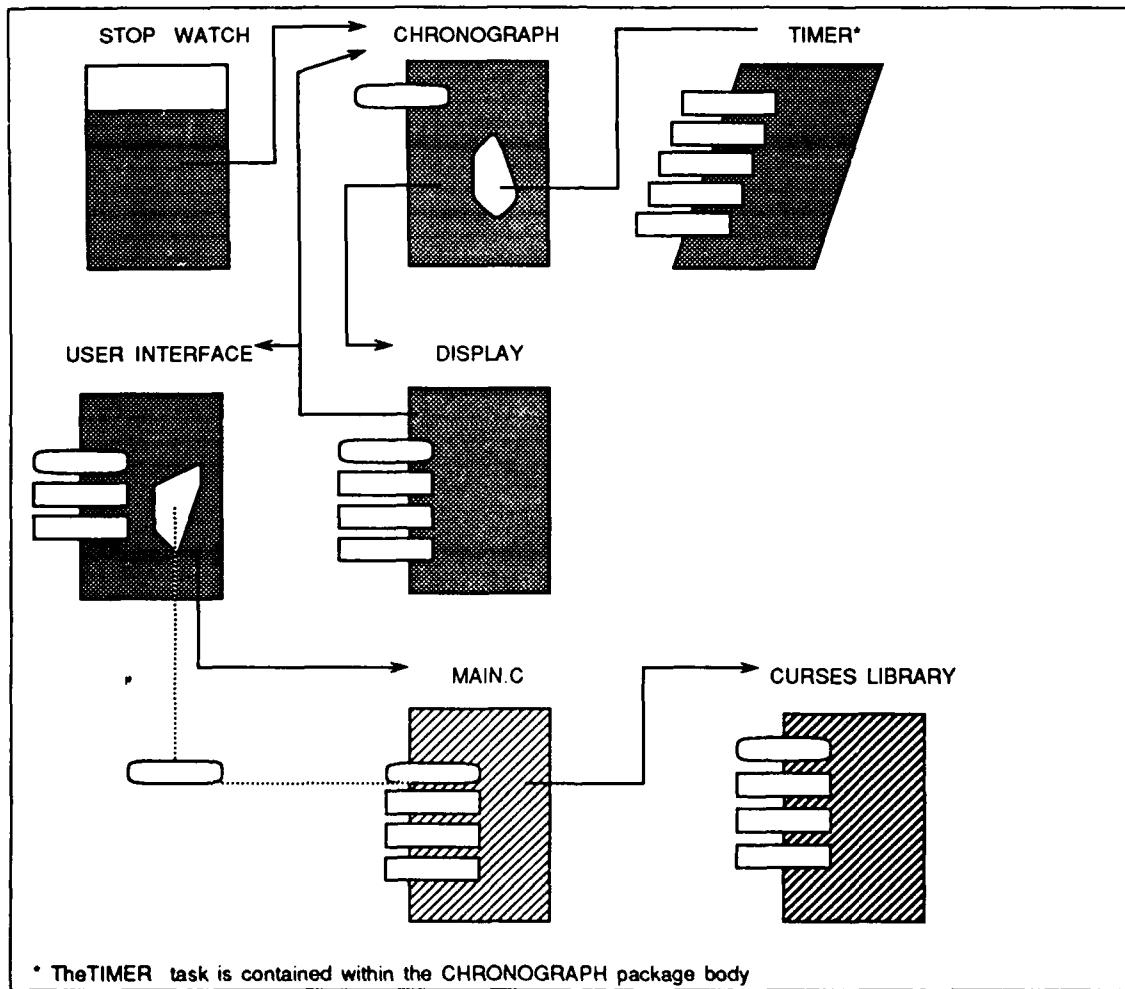 STOP WATCH
CHRONOGRAPH
TIMER*
USER INTERFACE
DISPLAY
MAIN.C
CURSES LIBRARY
* TheTIMER task is contained within the CHRONOGRAPH package body